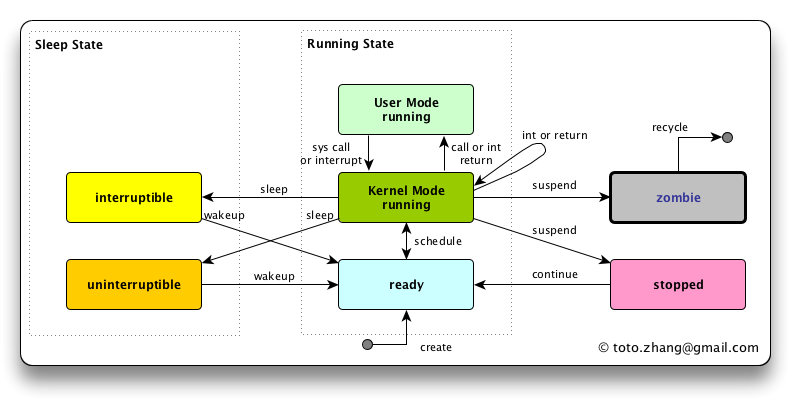 Sleep State
Running State
User Mode
running
sys call
or interrupt
call or int
return
int or return
recycle
interruptible
sleep
Kernel Mode
running
suspend
zombie
wakeup
sleep
schedule
suspend
uninterruptible
wakeup
ready
continue
stopped
create
© toto.zhang@gmail.com